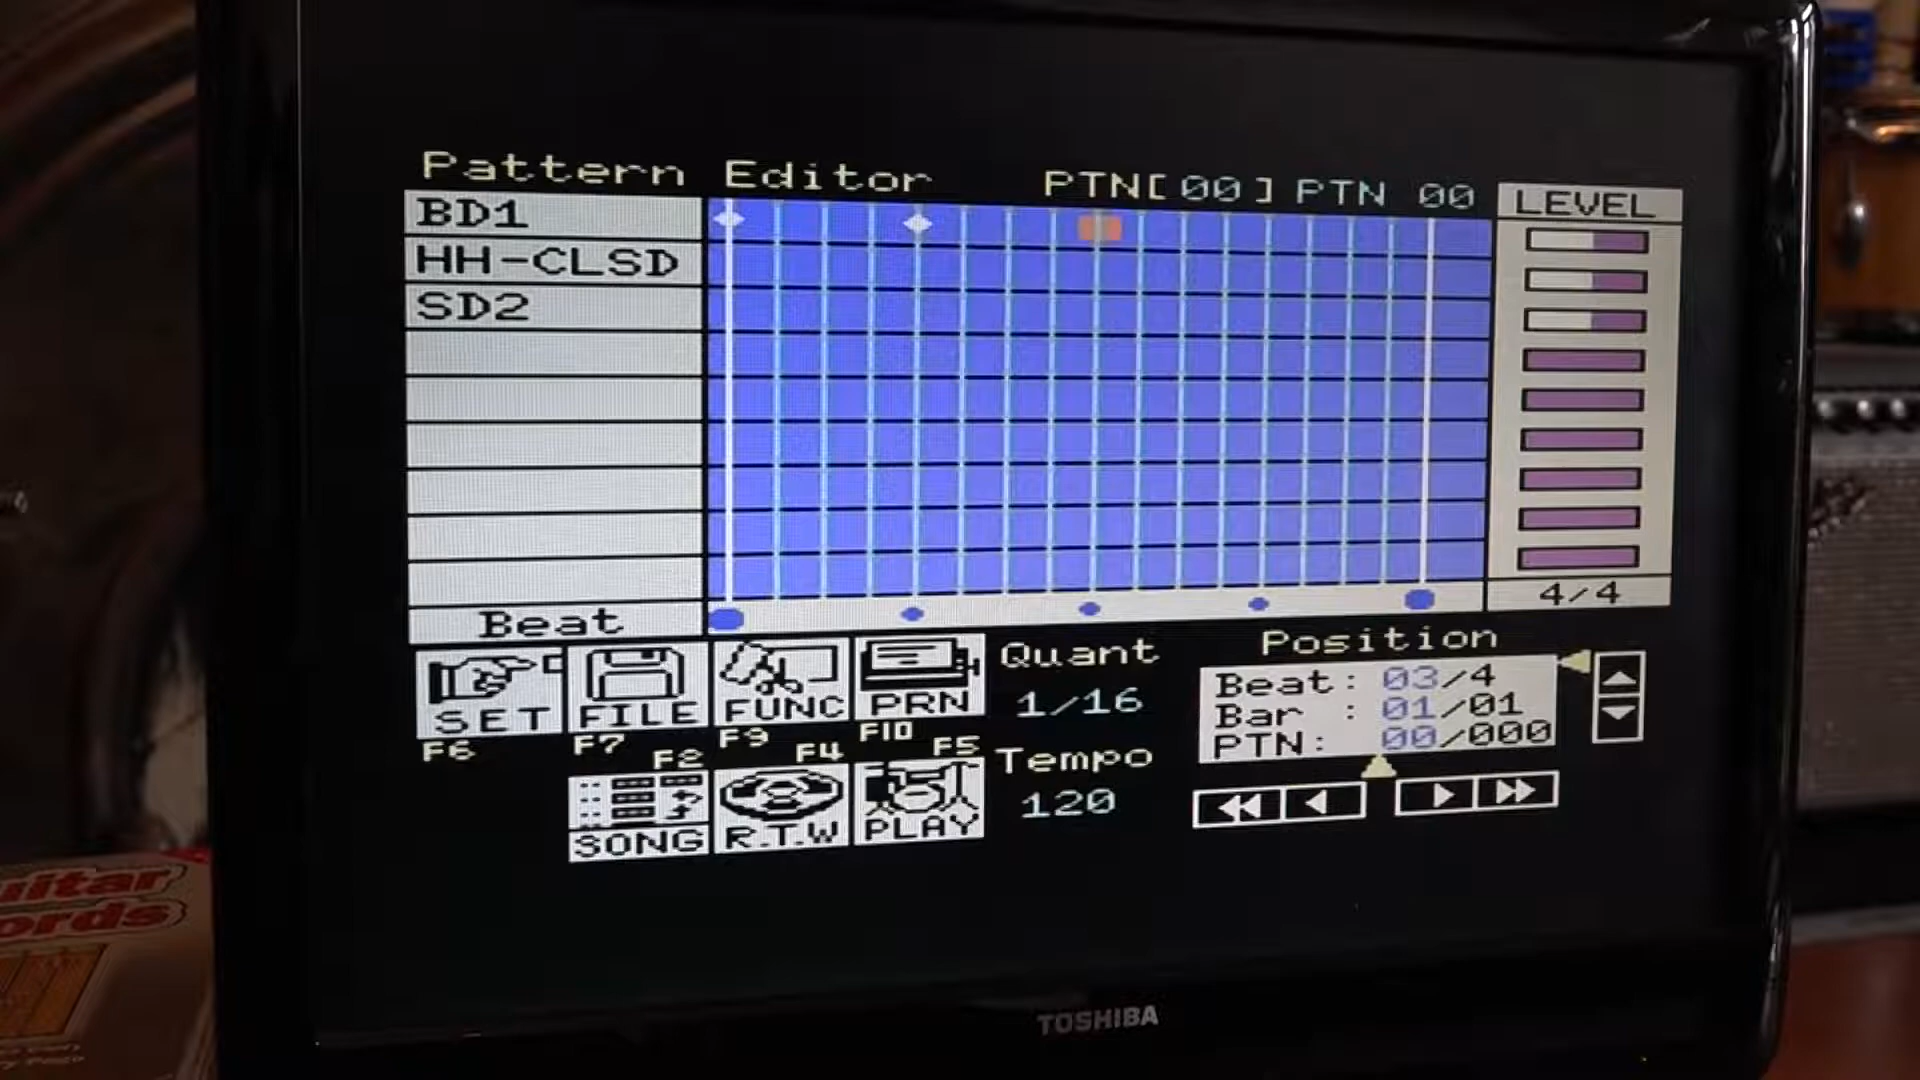 Pattern Editor PTN[00] PTN 00
LEVEL
BD1
HH-CLSD
SD2
4/4
Beat
SET
FILE
FUNC
PRN
F6
F7
F9
F10
Quant
1/16
Position
Beat: 03/4
Bar : 01/01
PTN: 00/000
F2
F4
F5
SONG
R.T.W
PLAY
Tempo
120
TOSHIBA